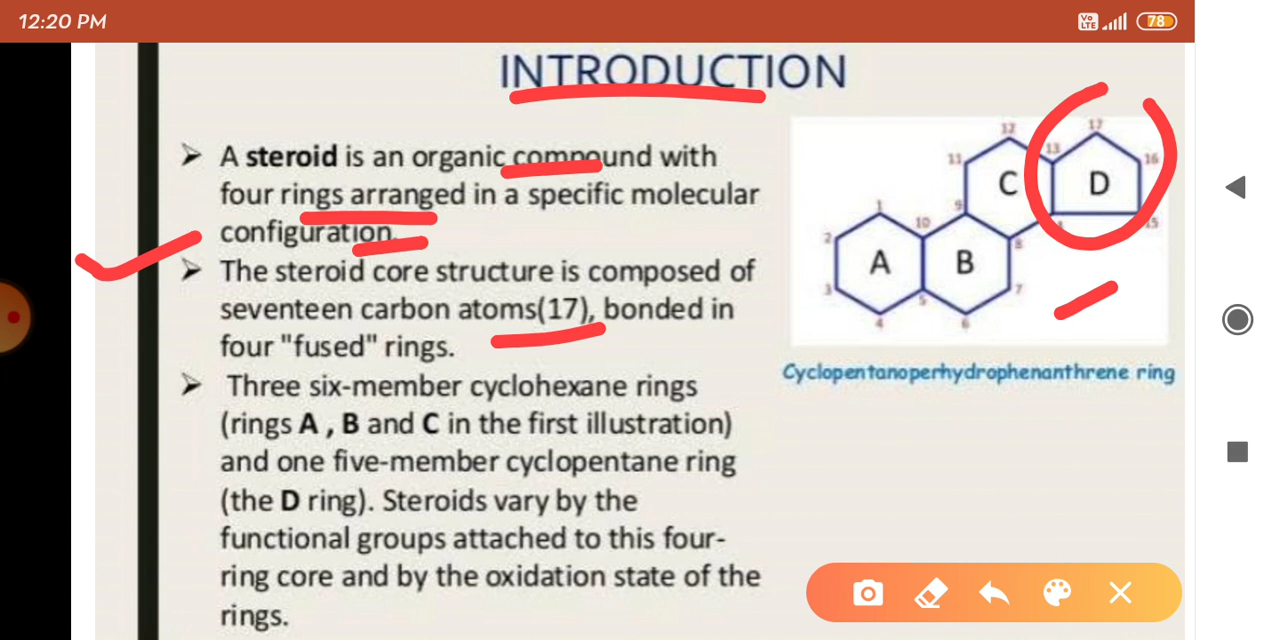 12:20 PM
Vo
LTE
78
INTRODUCTION
➢ A steroid is an organic compound with
four rings arranged in a specific molecular
configuration.
➢ The steroid core structure is composed of
seventeen carbon atoms(17), bonded in
four "fused" rings.
➢ Three six-member cyclohexane rings
(rings A , B and C in the first illustration)
and one five-member cyclopentane ring
(the D ring). Steroids vary by the
functional groups attached to this four-
ring core and by the oxidation state of the
rings.
12 17
11 13 16
C D
1 9 15
2 10 8
A B
3 5 7
4 6
Cyclopentanoperhydrophenanthrene ring